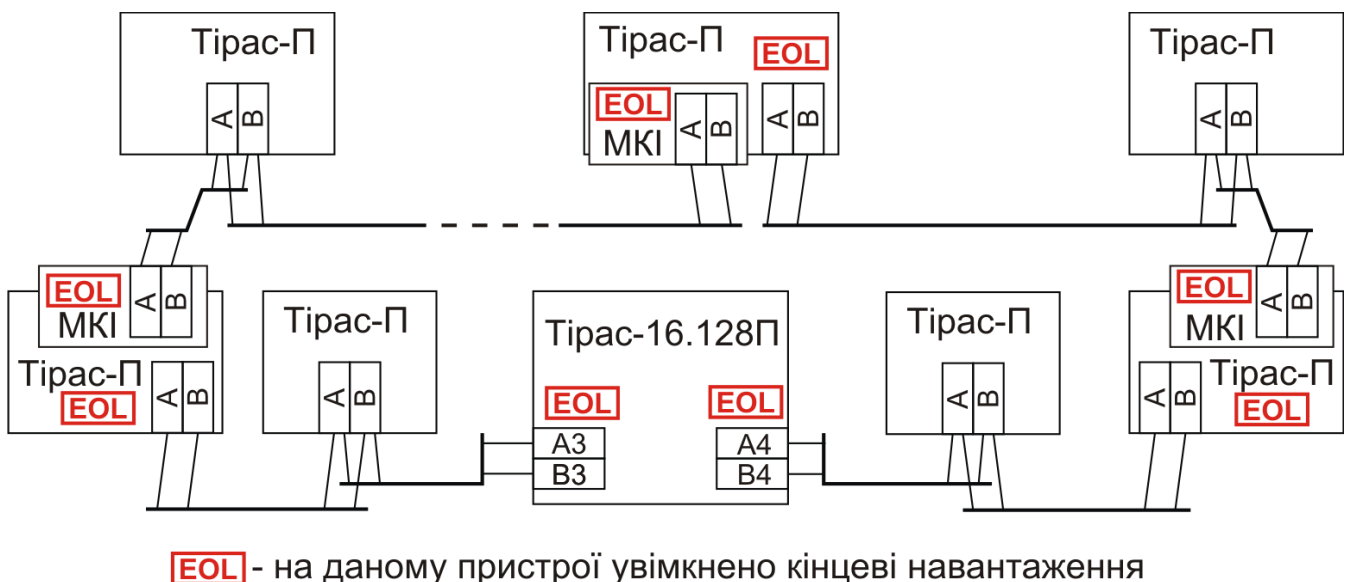 Тірас-П
A B
Тірас-П
EOL
EOL
МКІ
A B
A B
Тірас-П
A B
EOL
МКІ
A B
Тірас-П
EOL
A B
Тірас-П
A B
Тірас-16.128П
EOL
EOL
A3
B3
A4
B4
Тірас-П
A B
EOL
МКІ
A B
Тірас-П
EOL
A B
EOL - на даному пристрої увімкнено кінцеві навантаження